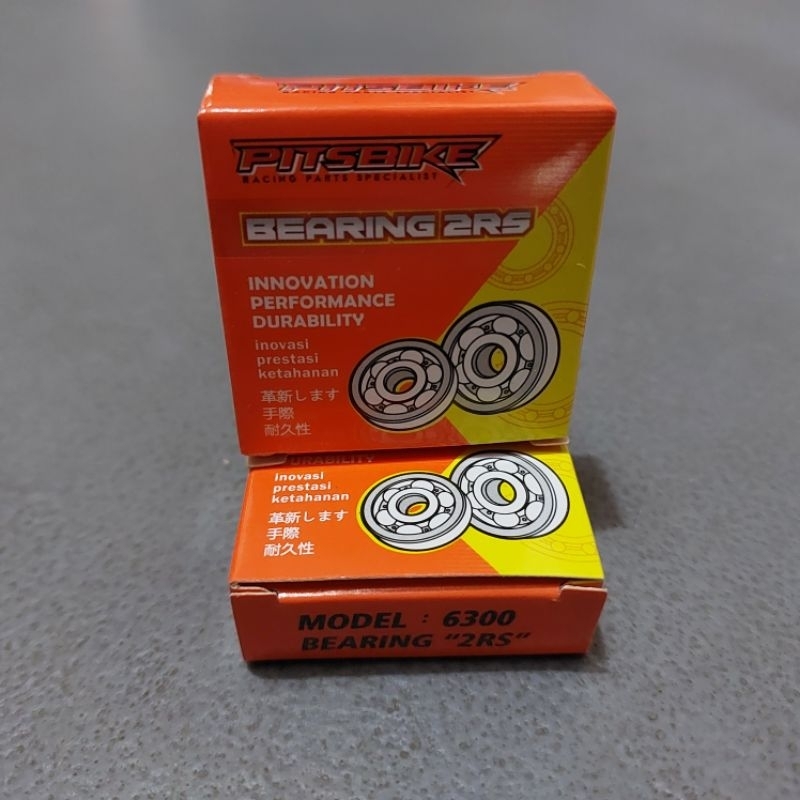 PITSBIKE
RACING PARTS SPECIALIST
BEARING 2RS
INNOVATION
PERFORMANCE
DURABILITY
inovasi
prestasi
ketahanan
革新します
手際
耐久性
DURABILITY
inovasi
prestasi
ketahanan
革新します
手際
耐久性
MODEL : 6300
BEARING "2RS"